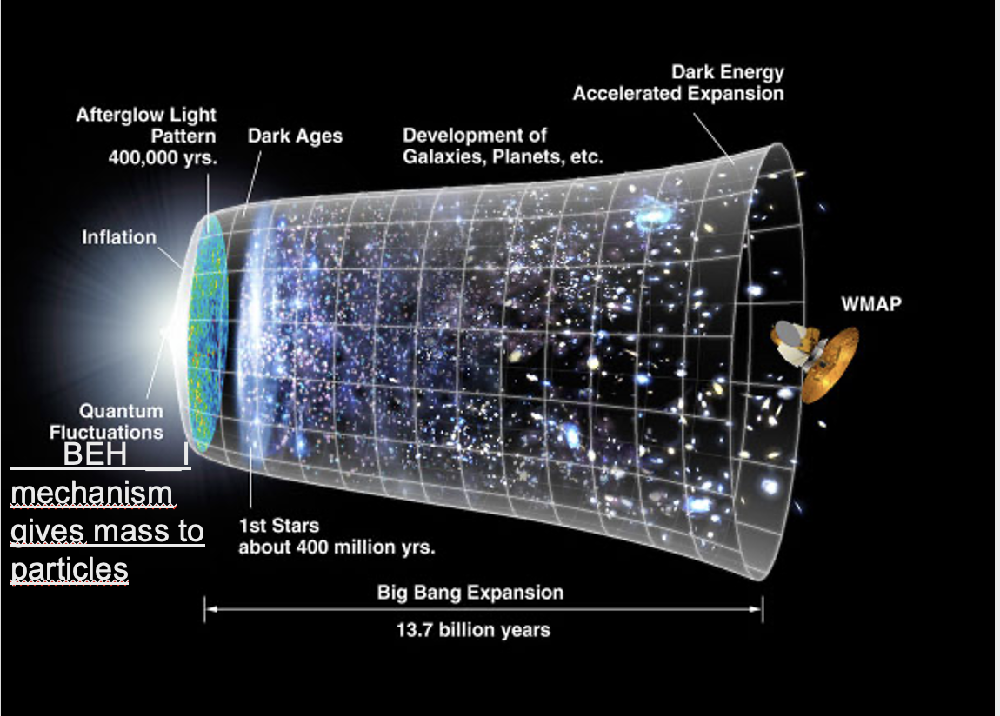 Dark Energy
Accelerated Expansion
Afterglow Light
Pattern
400,000 yrs.
Dark Ages
Development of
Galaxies, Planets, etc.
Inflation
WMAP
Quantum
Fluctuations
BEH __I
mechanism
gives mass to
particles
1st Stars
about 400 million yrs.
Big Bang Expansion
13.7 billion years